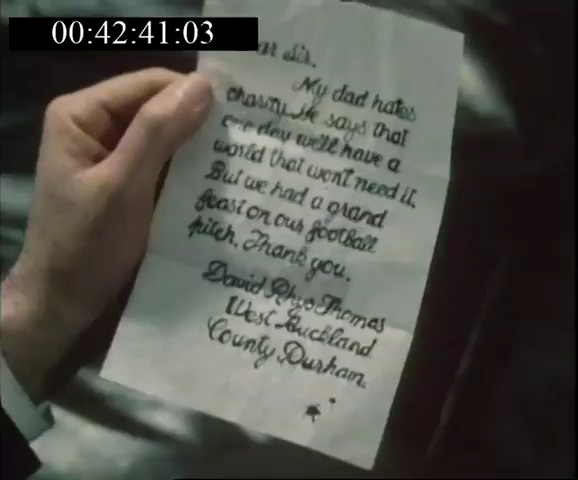 00:42:41:03
ar Sir.
My dad hates
charity. He says that
one day we'll have a
world that won't need it.
But we had a grand
feast on our football
pitch, Thank you.
David Rhys Thomas
West Auckland
County Durham.